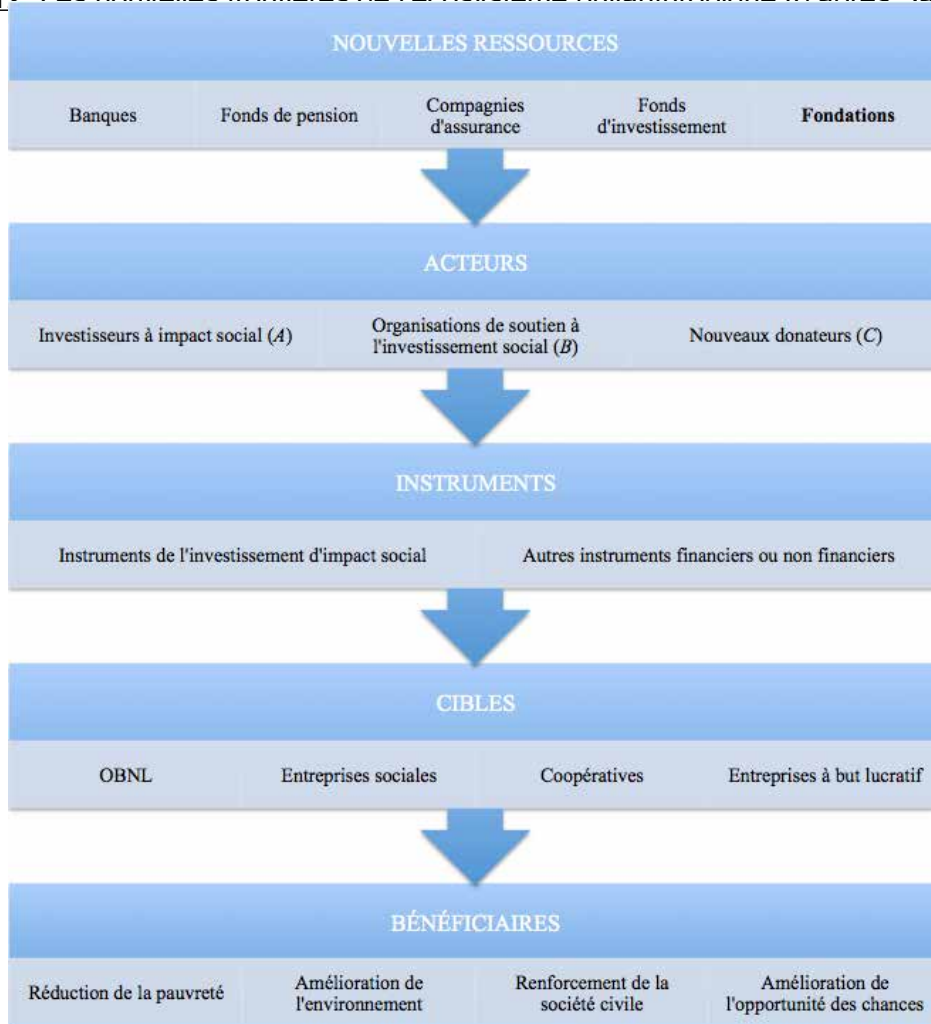 NOUVELLES RESSOURCES
Banques
Fonds de pension
Compagnies
d'assurance
Fonds
d'investissement
Fondations
ACTEURS
Investisseurs à impact social (A)
Organisations de soutien à
l'investissement social (B)
Nouveaux donateurs (C)
INSTRUMENTS
Instruments de l'investissement d'impact social
Autres instruments financiers ou non financiers
CIBLES
OBNL
Entreprises sociales
Coopératives
Entreprises à but lucratif
BÉNÉFICIAIRES
Réduction de la pauvreté
Amélioration de
l'environnement
Renforcement de la
société civile
Amélioration de
l'opportunité des chances